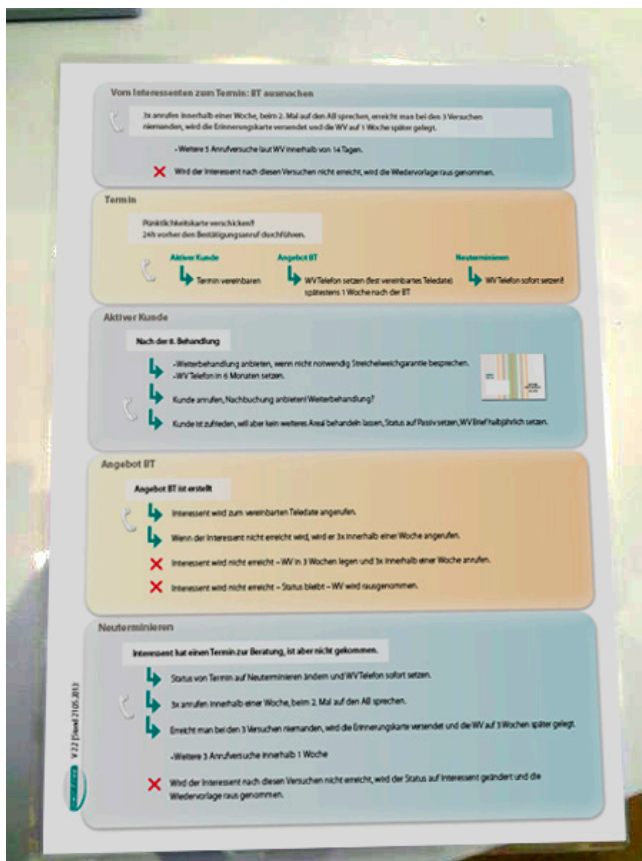 Vom Interessenten zum Termin: BT ausmachen
3x anrufen innerhalb einer Woche, beim 2. Mal auf den AB sprechen, erreicht man bei den 3 Versuchen
niemanden, wird die Erinnerungskarte versendet und die WV auf 1 Woche später gelegt.
- Weitere 5 Anrufversuche laut WV innerhalb von 14 Tagen.
Wird der Interessent nach diesen Versuchen nicht erreicht, wird die Wiedervorlage raus genommen.
Termin
Pünktlichkeitskarte verschicken!!
24h vorher den Bestätigungsanruf durchführen.
Aktiver Kunde Angebot BT Neuterminieren
Termin vereinbaren WV Telefon setzen (fest vereinbartes Teledate) WV Telefon sofort setzen!!
spätestens 1 Woche nach der BT
Aktiver Kunde
Nach der 8. Behandlung
- Weiterbehandlung anbieten, wenn nicht notwendig Streichelweichgarantie besprechen.
- WV Telefon in 6 Monaten setzen.
Kunde anrufen, Nachbuchung anbieten! Weiterbehandlung?
Kunde ist zufrieden, will aber kein weiteres Areal behandeln lassen, Status auf Passiv setzen, WV Brief halbjährlich setzen.
Angebot BT
Angebot BT ist erstellt
Interessent wird zum vereinbarten Teledate angerufen.
Wenn der Interessent nicht erreicht wird, wird er 3x innerhalb einer Woche angerufen.
Interessent wird nicht erreicht – WV in 3 Wochen legen und 3x innerhalb einer Woche anrufen.
Interessent wird nicht erreicht – Status bleibt – WV wird rausgenommen.
Neuterminieren
Interessent hat einen Termin zur Beratung, ist aber nicht gekommen.
Status von Termin auf Neuterminieren ändern und WV Telefon sofort setzen.
3x anrufen innerhalb einer Woche, beim 2. Mal auf den AB sprechen.
Erreicht man bei den 3 Versuchen niemanden, wird die Erinnerungskarte versendet und die WV auf 3 Wochen später gelegt.
- Weitere 3 Anrufversuche innerhalb 1 Woche
Wird der Interessent nach diesen Versuchen nicht erreicht, wird der Status auf Interessent geändert und die
Wiedervorlage raus genommen.
V 2.2 [Stand 21.05.201